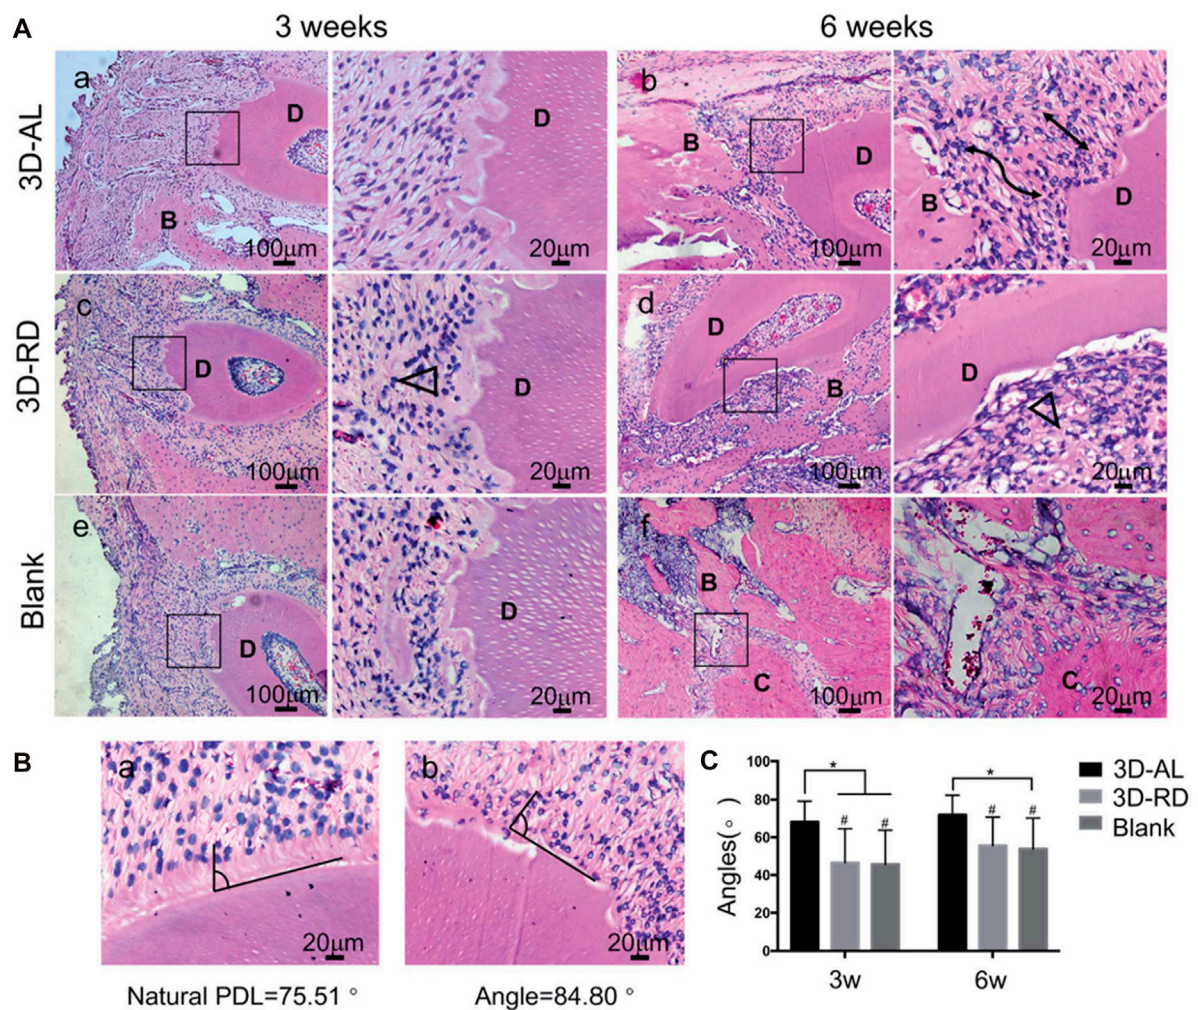 A
3 weeks
6 weeks
3D-AL
a
D
B
100μm
D
20μm
b
B
D
100μm
B
D
20μm
3D-RD
c
D
100μm
D
20μm
d
D
B
100μm
D
20μm
Blank
e
D
100μm
D
20μm
f
B
C
100μm
C
20μm
B
a
20μm
Natural PDL=75.51 °
b
20μm
Angle=84.80 °
C
Angles(°)
100
80
60
40
20
0
*
# #
*
# #
3w 6w
3D-AL
3D-RD
Blank